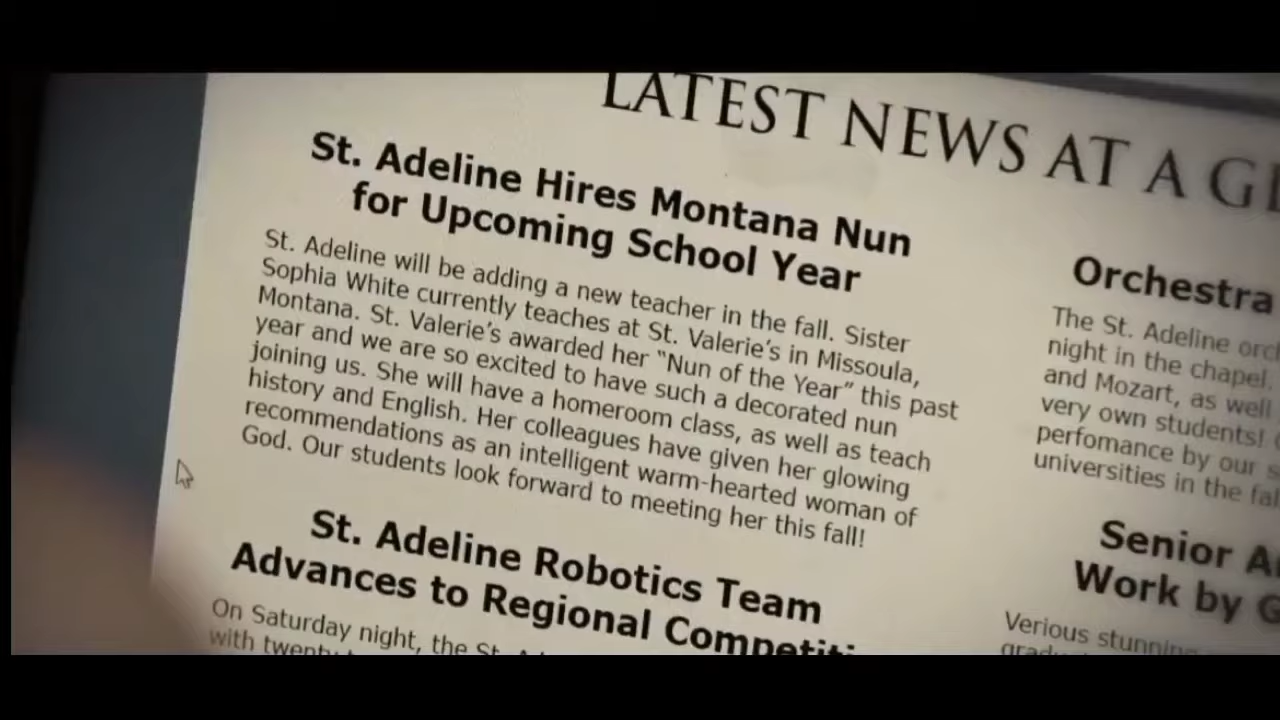 LATEST NEWS AT A
St. Adeline Hires Montana Nun
for Upcoming School Year
St. Adeline will be adding a new teacher in the fall. Sister
Sophia White currently teaches at St. Valerie's in Missoula,
Montana. St. Valerie's awarded her "Nun of the Year" this past
year and we are so excited to have such a decorated nun
joining us. She will have a homeroom class, as well as teach
history and English. Her colleagues have given her glowing
recommendations as an intelligent warm-hearted woman of
God. Our students look forward to meeting her this fall!
St. Adeline Robotics Team
Advances to Regional
On Saturday night, the St.
with
Orchestra
The St. Adeline
night in the chapel.
and Mozart, as well
very own students!
perfomance by our
universities in the
Senior
Work by
Verious stunning